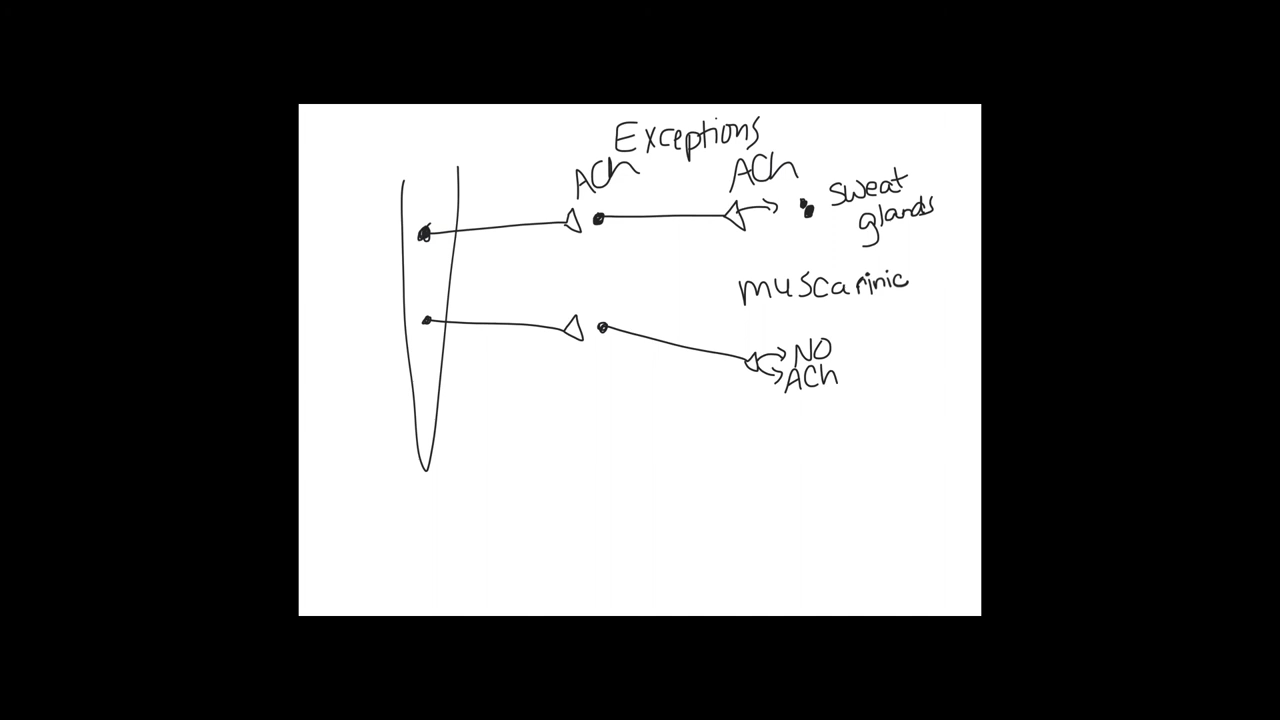 Exceptions
ACh
ACh
sweat
glands
muscarinic
NO
ACh